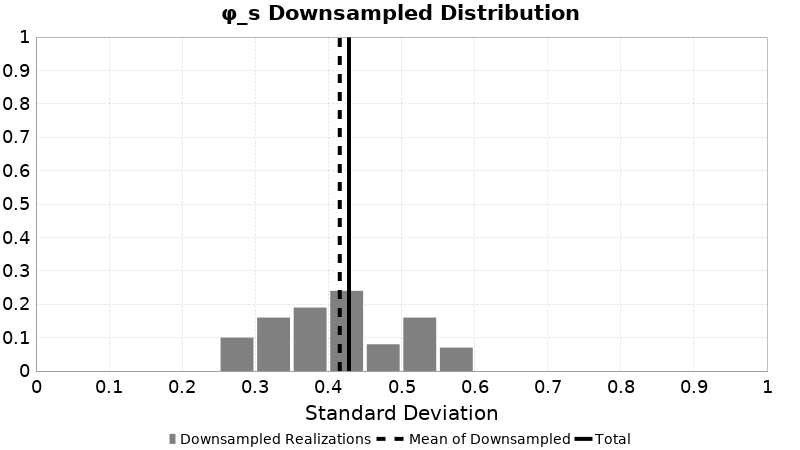 φ_s Downsampled Distribution
1
0.9
0.8
0.7
0.6
0.5
0.4
0.3
0.2
0.1
0
0 0.1 0.2 0.3 0.4 0.5 0.6 0.7 0.8 0.9 1
Standard Deviation
Downsampled Realizations Mean of Downsampled Total